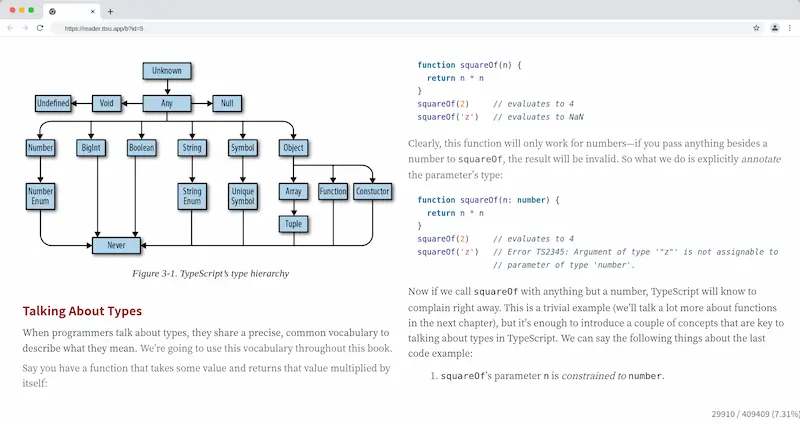 https://reader.ttsu.app/b?id=5
Unknown
Undefined
Void
Any
Null
Number
BigInt
Boolean
String
Symbol
Object
Number
Enum
String
Enum
Unique
Symbol
Array
Function
Constuctor
Tuple
Never
Figure 3-1. TypeScript's type hierarchy
Talking About Types
When programmers talk about types, they share a precise, common vocabulary to
describe what they mean. We're going to use this vocabulary throughout this book.
Say you have a function that takes some value and returns that value multiplied by
itself:
function squareOf(n) {
return n * n
}
squareOf(2) // evaluates to 4
squareOf('z') // evaluates to NaN
Clearly, this function will only work for numbers—if you pass anything besides a
number to squareOf, the result will be invalid. So what we do is explicitly annotate
the parameter's type:
function squareOf(n: number) {
return n * n
}
squareOf(2) // evaluates to 4
squareOf('z') // Error TS2345: Argument of type '"z"' is not assignable to
// parameter of type 'number'.
Now if we call squareOf with anything but a number, TypeScript will know to
complain right away. This is a trivial example (we'll talk a lot more about functions
in the next chapter), but it's enough to introduce a couple of concepts that are key to
talking about types in TypeScript. We can say the following things about the last
code example:
1. squareOf's parameter n is constrained to number.
29910 / 409409 (7.31%)